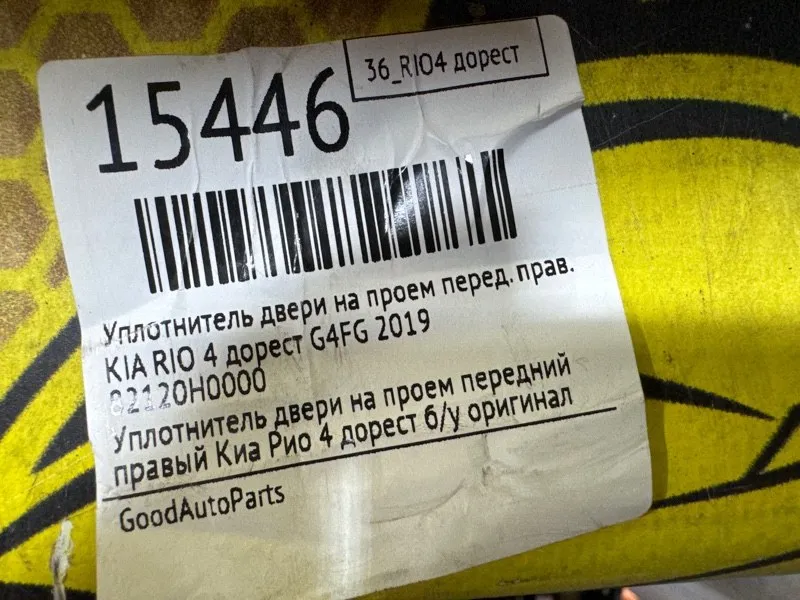 36_RIO4 дорест
15446
Уплотнитель двери на проем перед. прав.
KIA RIO 4 дорест G4FG 2019
82120H0000
Уплотнитель двери на проем передний
правый Киа Рио 4 дорест б/у оригинал
GoodAutoParts